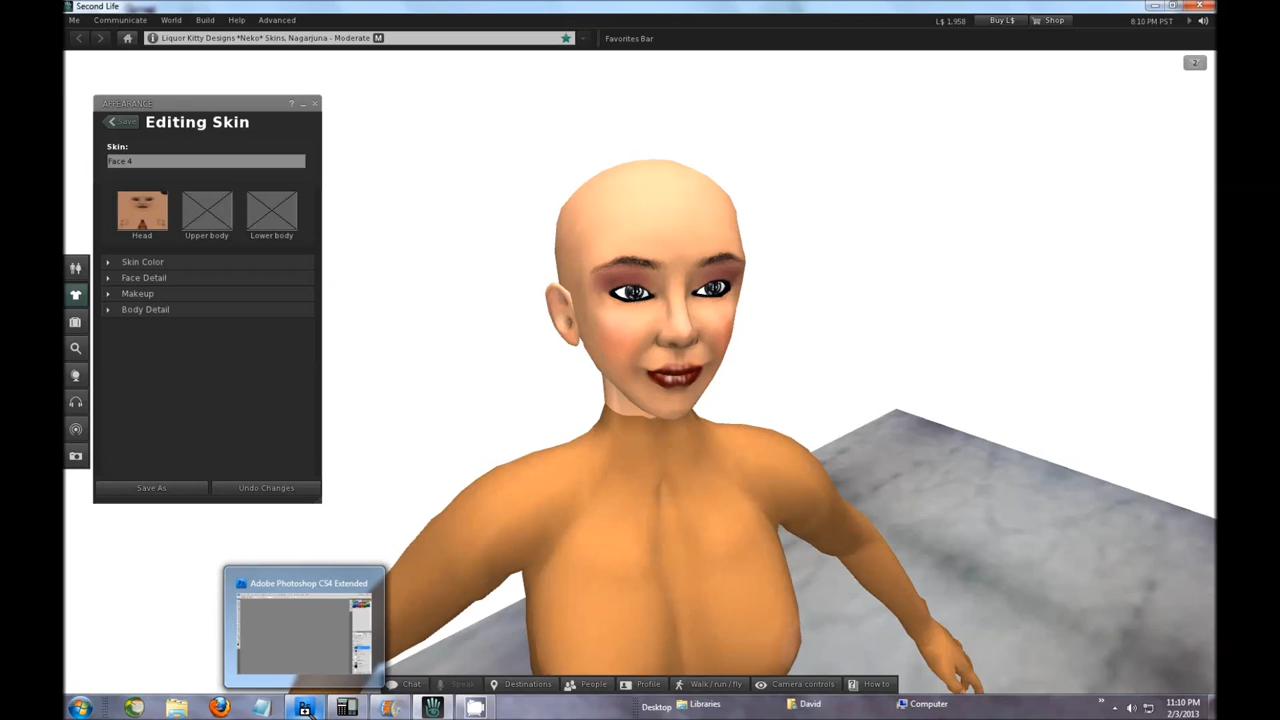 Second Life
Me Communicate World Build Help Advanced
L$ 1,958 Buy L$ Shop 8:10 PM PST
Liquor Kitty Designs *Neko* Skins, Nagarjuna - Moderate M
Favorites Bar
2
APPEARANCE ? _
Save Editing Skin
Skin:
Face 4
Head Upper body Lower body
Skin Color
Face Detail
Makeup
Body Detail
Save As Undo Changes
Adobe Photoshop CS4 Extended
Chat Speak Destinations People Profile Walk / run / fly Camera controls How to
Desktop Libraries David Computer
11:10 PM
2/3/2013